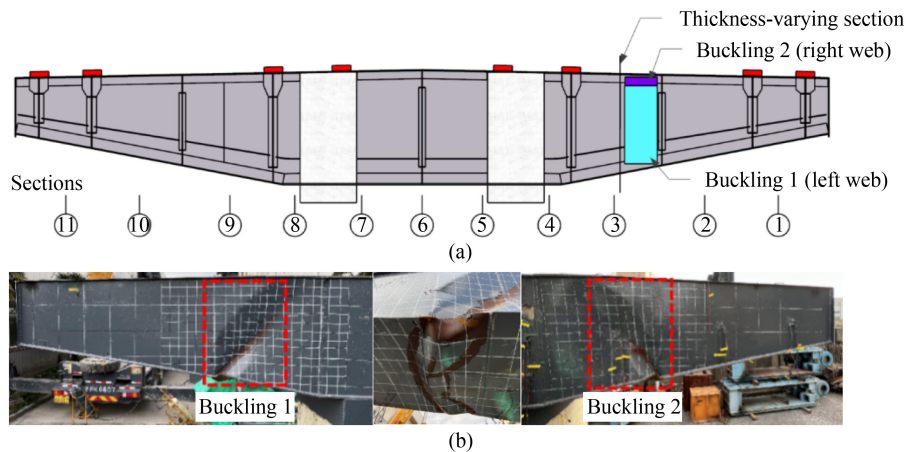 Thickness-varying section
Buckling 2 (right web)
Buckling 1 (left web)
Sections
11 10 9 8 7 6 5 4 3 2 1
(a)
Buckling 1
Buckling 2
(b)